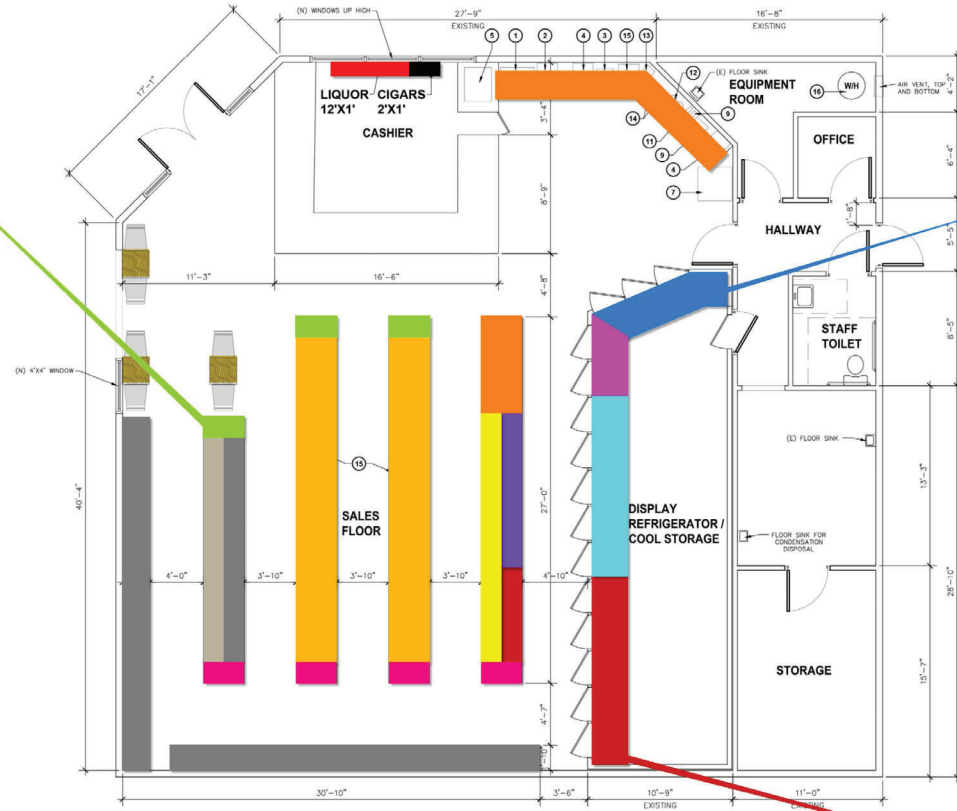 27'-9"
EXISTING
16'-8"
EXISTING
(N) WINDOWS UP HIGH
5
1
2
4
3
15
13
17'-1"
LIQUOR
12'X1'
CIGARS
2'X1'
CASHIER
3'-4"
12
(E) FLOOR SINK
EQUIPMENT
ROOM
16
W/H
AIR VENT, TOP
AND BOTTOM
4'-2"
14
11
9
9
4
7
OFFICE
6'-4"
8'-9"
1'-8"
HALLWAY
5'-5"
11'-3"
16'-6"
4'-8"
STAFF
TOILET
8'-5"
(N) 4'X4' WINDOW
(E) FLOOR SINK
15
40'-4"
SALES
FLOOR
27'-0"
DISPLAY
REFRIGERATOR /
COOL STORAGE
13'-3"
FLOOR SINK FOR
CONDENSATION
DISPOSAL
4'-0"
3'-10"
3'-10"
3'-10"
4'-10"
28'-10"
STORAGE
15'-7"
4'-7"
30'-10"
3'-6"
10'-9"
EXISTING
11'-0"
EXISTING